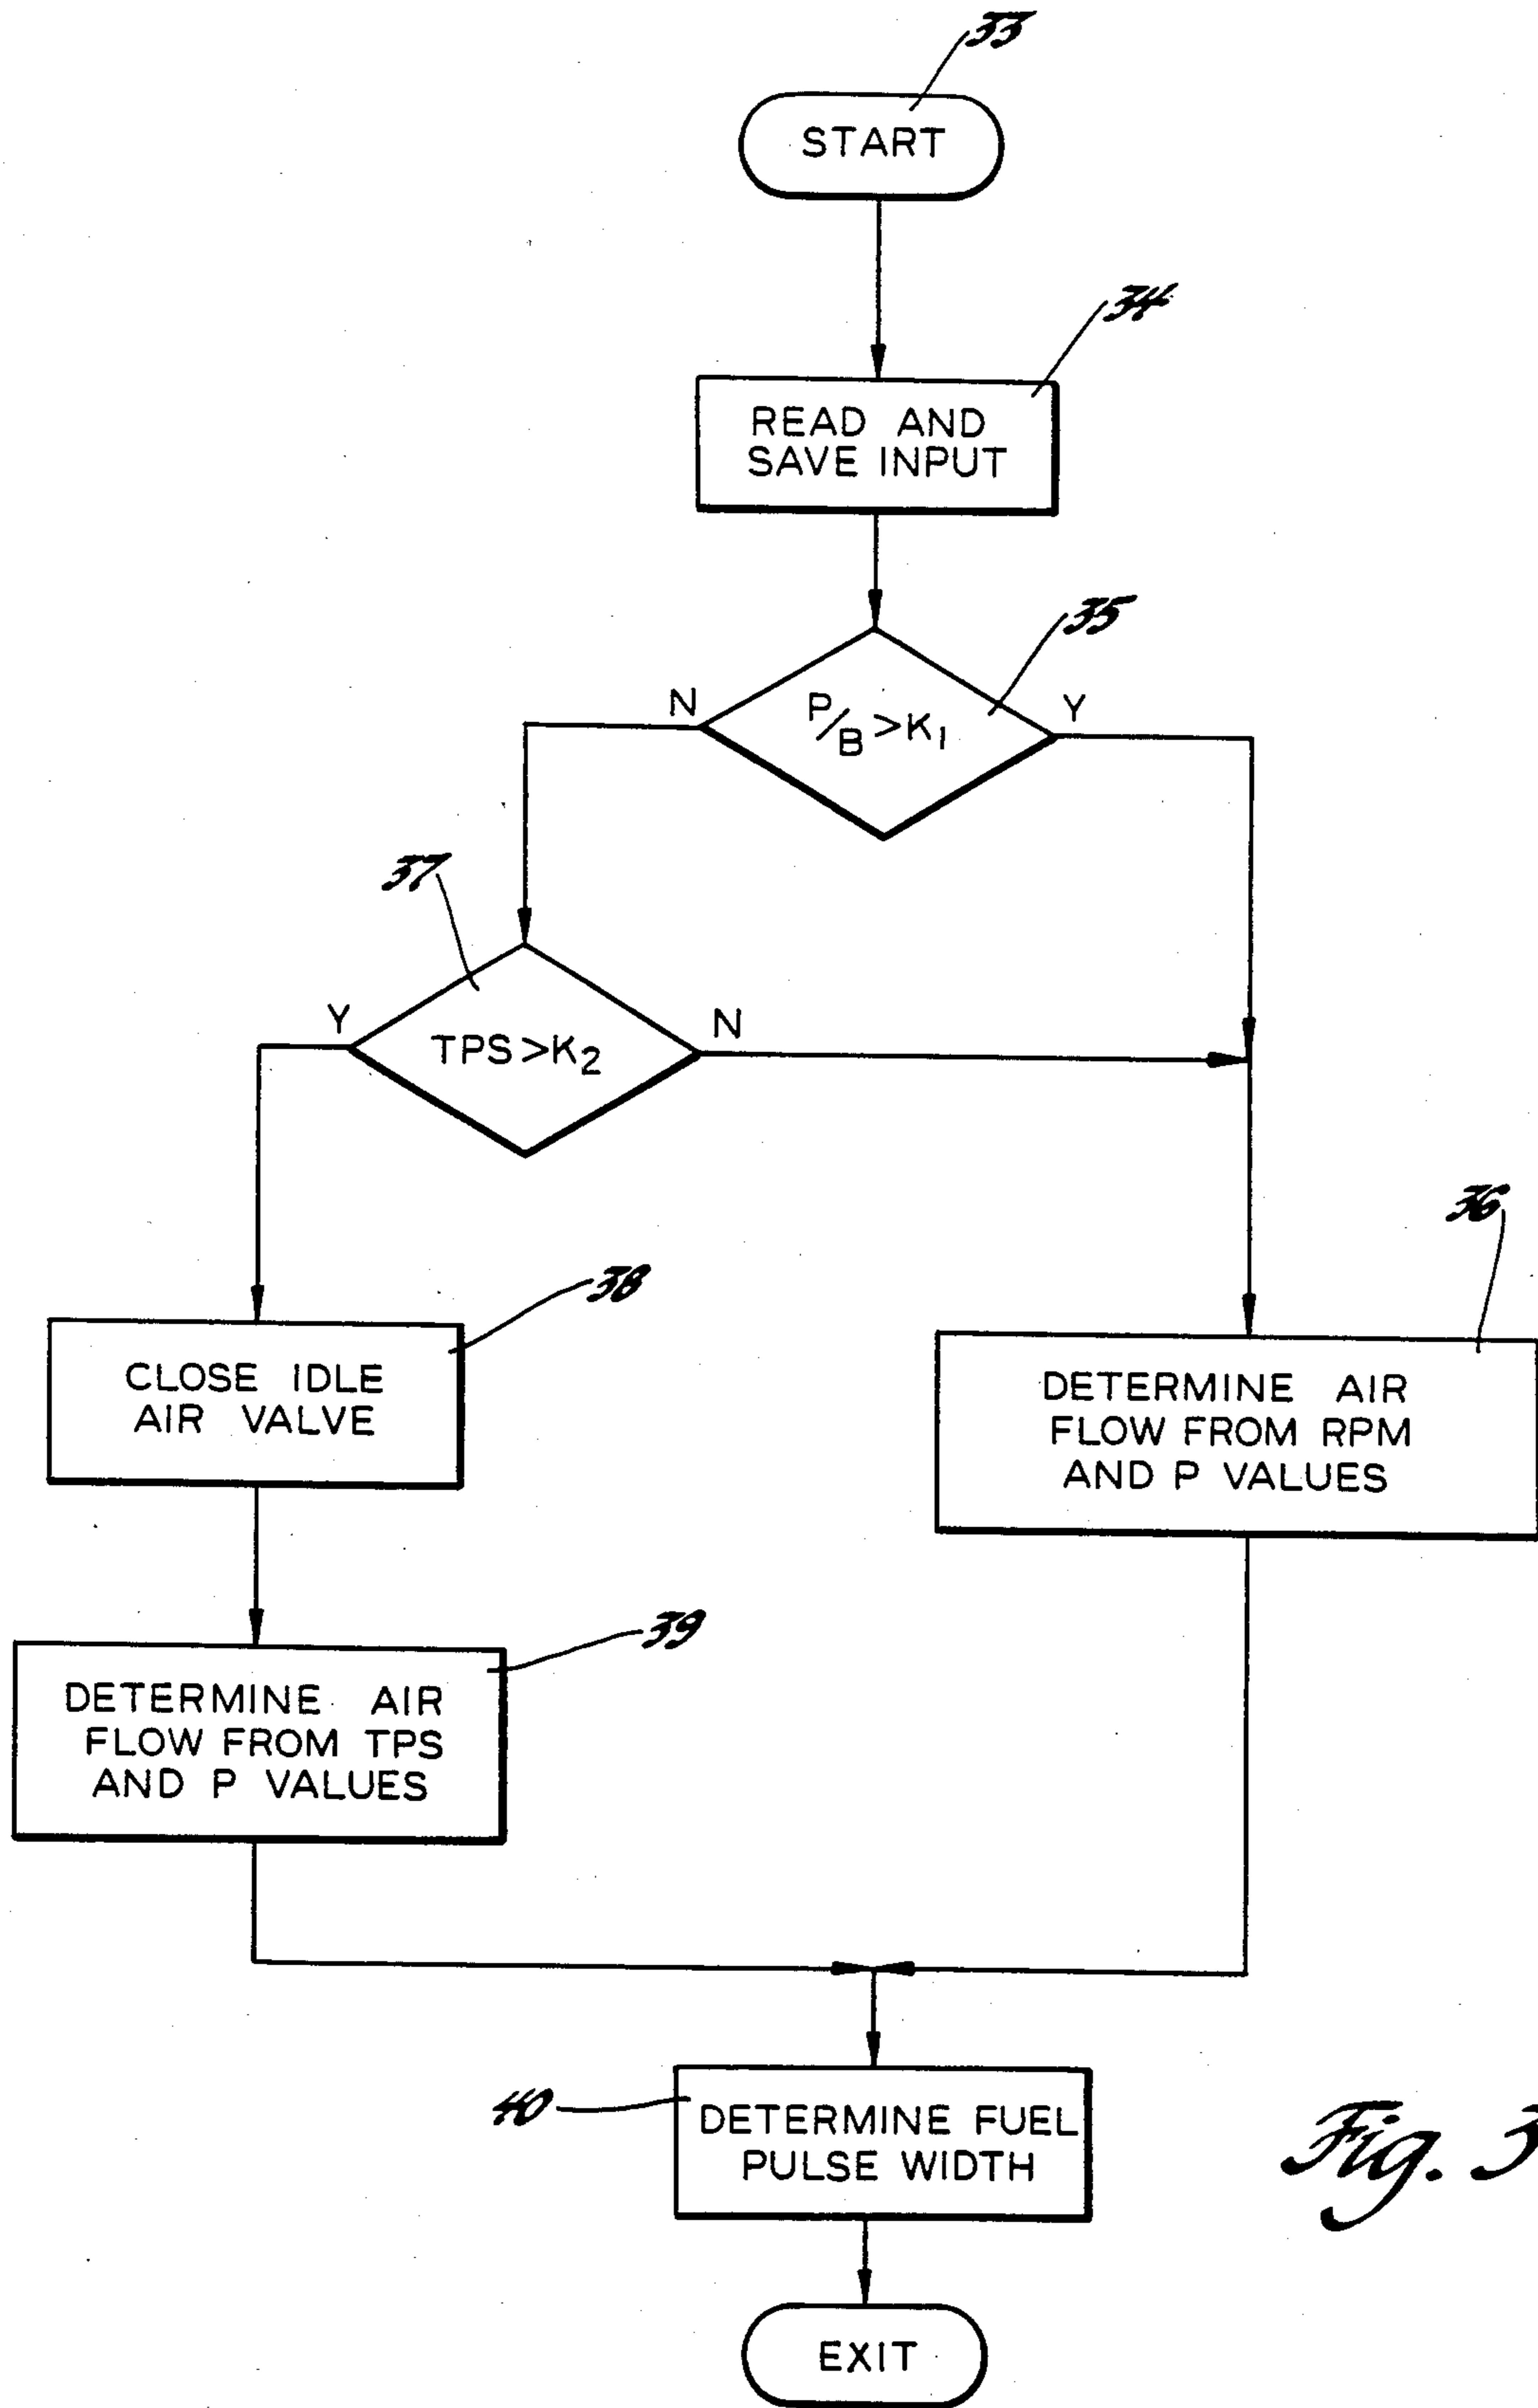 33
START
34
READ AND
SAVE INPUT
35
N
P/B >K1
Y
37
Y
TPS >K2
N
36
38
CLOSE IDLE
AIR VALVE
DETERMINE AIR
FLOW FROM RPM
AND P VALUES
39
DETERMINE AIR
FLOW FROM TPS
AND P VALUES
40
DETERMINE FUEL
PULSE WIDTH
Fig. 3
EXIT